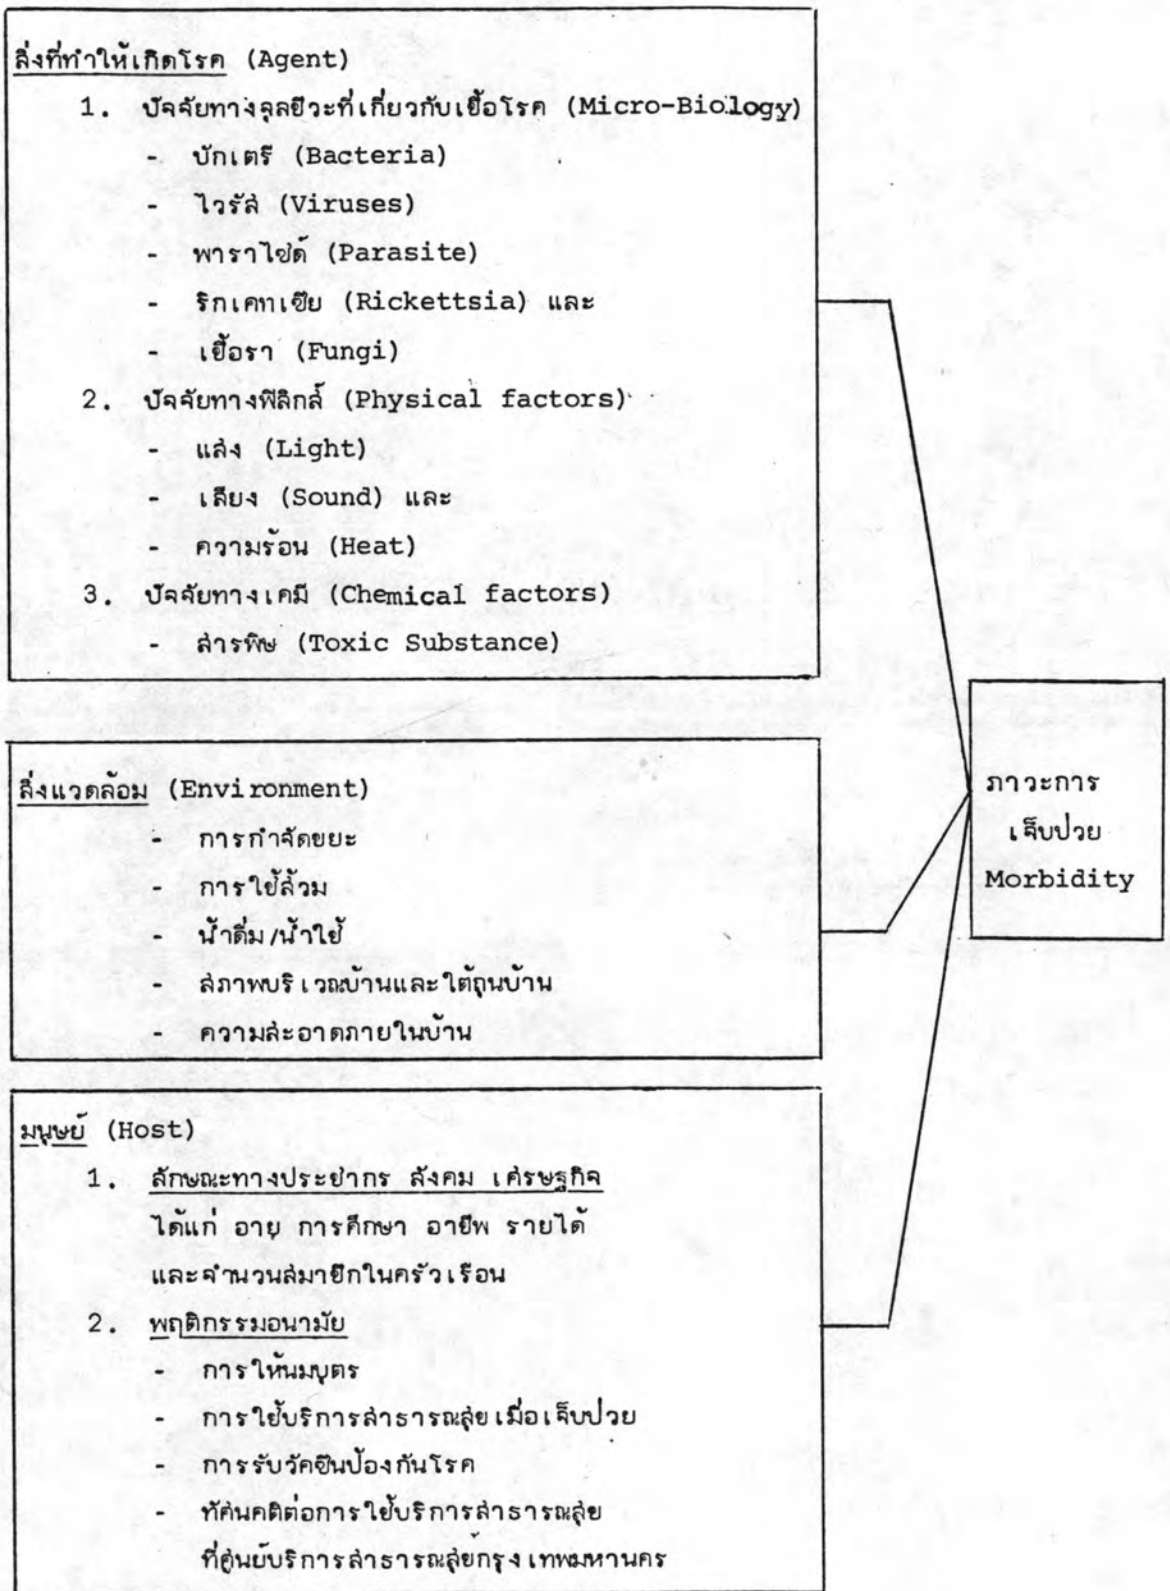 สิ่งที่ทำให้เกิดโรค (Agent)
1. ปัจจัยทางจุลชีวะที่เกี่ยวกับเชื้อโรค (Micro-Biology)
- บักเตรี (Bacteria)
- ไวรัส (Viruses)
- พาราไซด์ (Parasite)
- ริกเคทเซีย (Rickettsia) และ
- เชื้อรา (Fungi)
2. ปัจจัยทางฟิสิกส์ (Physical factors)
- แสง (Light)
- เสียง (Sound) และ
- ความร้อน (Heat)
3. ปัจจัยทางเคมี (Chemical factors)
- สารพิษ (Toxic Substance)
สิ่งแวดล้อม (Environment)
- การกำจัดขยะ
- การใช้ส้วม
- น้ำดื่ม/น้ำใช้
- สภาพบริเวณบ้านและใต้ถุนบ้าน
- ความสะอาดภายในบ้าน
มนุษย์ (Host)
1. ลักษณะทางประชากร สังคม เศรษฐกิจ
ได้แก่ อายุ การศึกษา อาชีพ รายได้
และจำนวนสมาชิกในครัวเรือน
2. พฤติกรรมอนามัย
- การให้นมบุตร
- การใช้บริการสาธารณสุขเมื่อเจ็บป่วย
- การรับวัคซีนป้องกันโรค
- ทัศนคติต่อการใช้บริการสาธารณสุข
ที่ศูนย์บริการสาธารณสุขกรุงเทพมหานคร
ภาวะการ
เจ็บป่วย
Morbidity